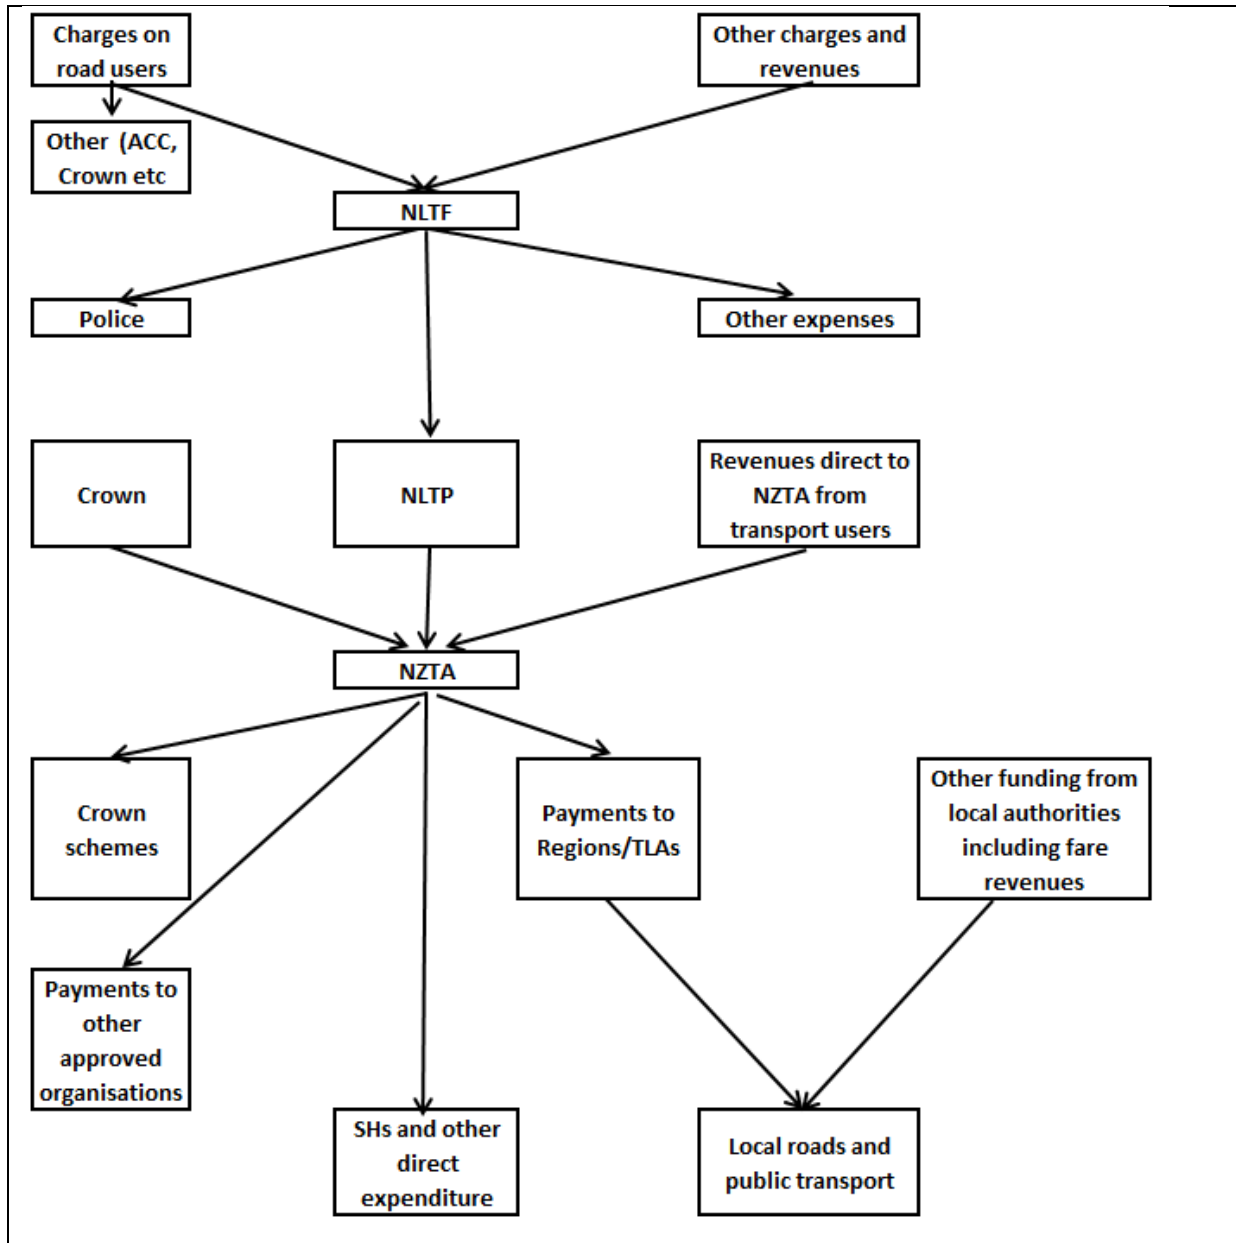 Charges on
road users
Other charges and
revenues
Other  (ACC,
Crown etc
NLTF
Police
Other expenses
Crown
NLTP
Revenues direct to
NZTA from
transport users
NZTA
Crown
schemes
Payments to
Regions/TLAs
Other funding from
local authorities
including fare
revenues
Payments to
other
approved
organisations
SHs and other
direct
expenditure
Local roads and
public transport